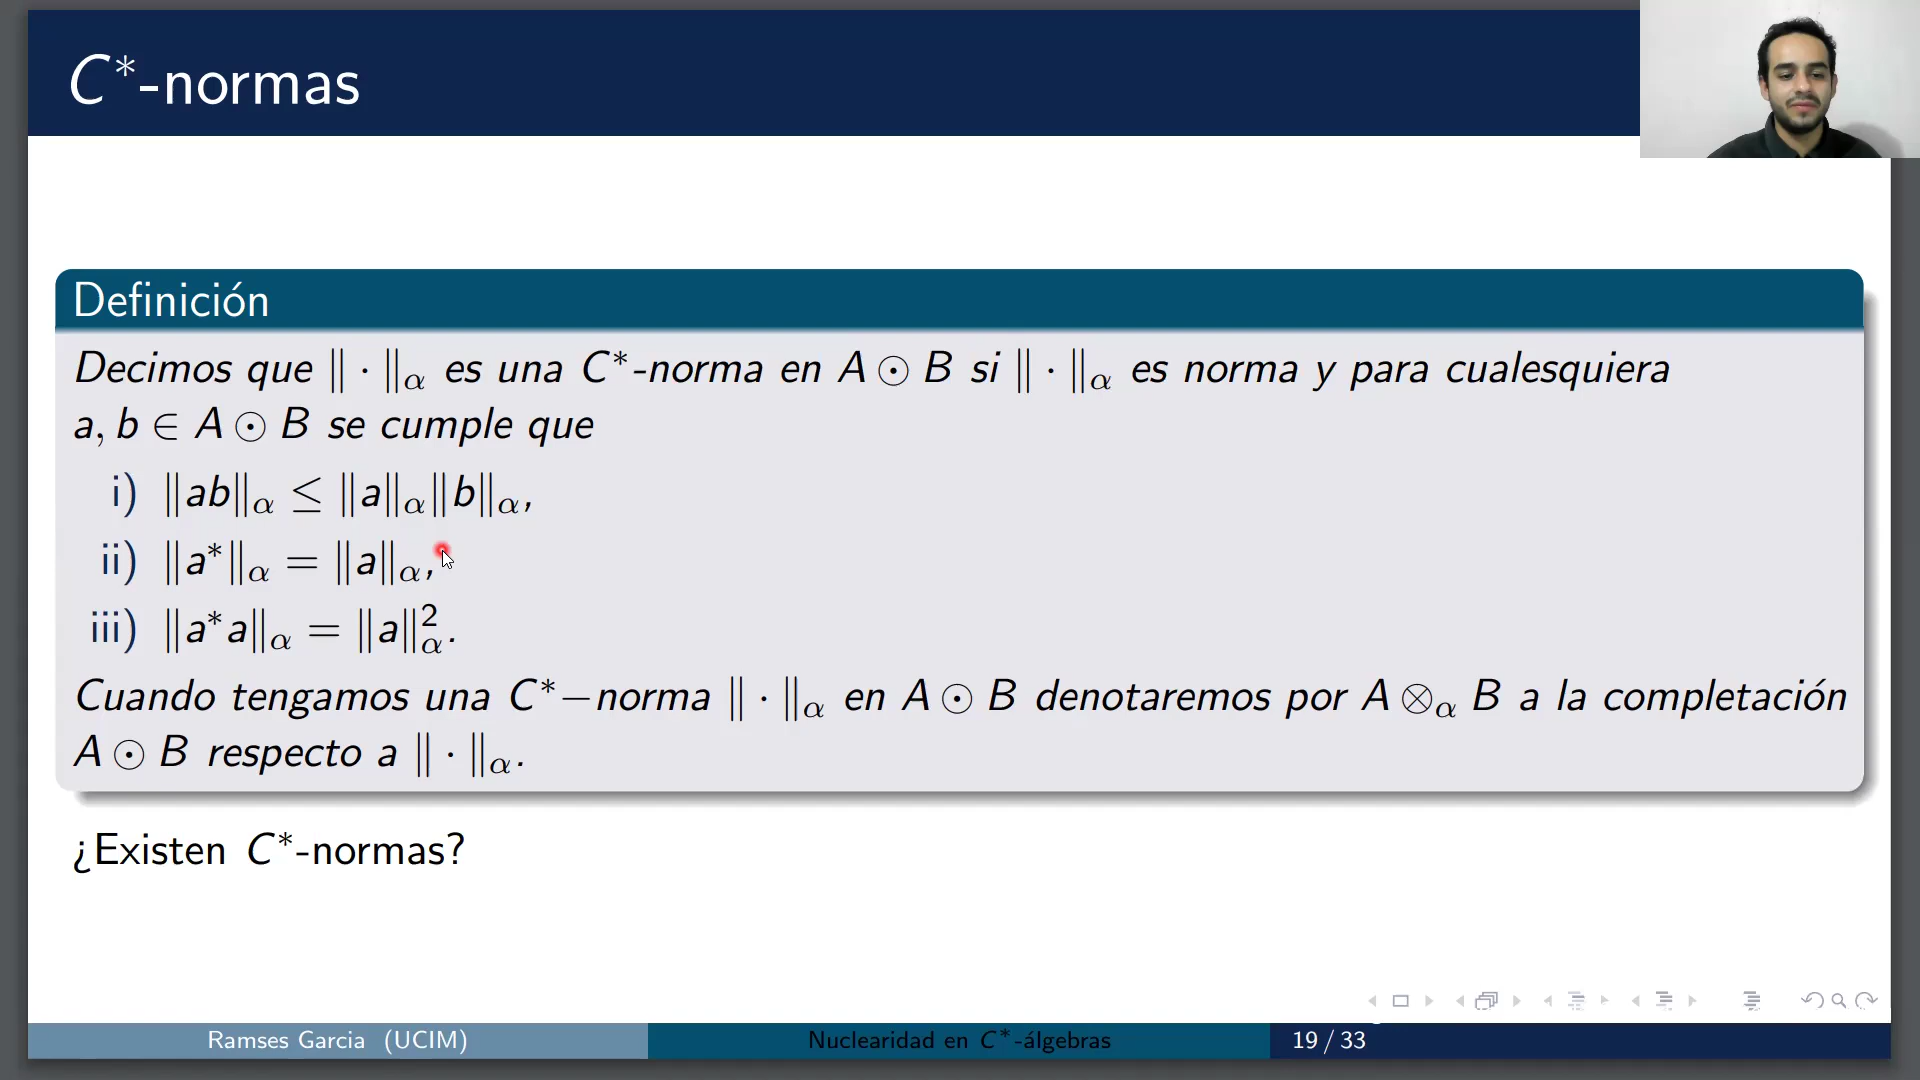 C*-normas
Definición
Decimos que ‖ · ‖α es una C*-norma en A ⊙ B si ‖ · ‖α es norma y para cualesquiera
a, b ∈ A ⊙ B se cumple que
i) ‖ab‖α ≤ ‖a‖α‖b‖α,
ii) ‖a*‖α = ‖a‖α,
iii) ‖a*a‖α = ‖a‖²α.
Cuando tengamos una C*−norma ‖ · ‖α en A ⊙ B denotaremos por A ⊗α B a la completación
A ⊙ B respecto a ‖ · ‖α.
¿Existen C*-normas?
Ramses Garcia (UCIM)
Nuclearidad en C*-álgebras
19 / 33